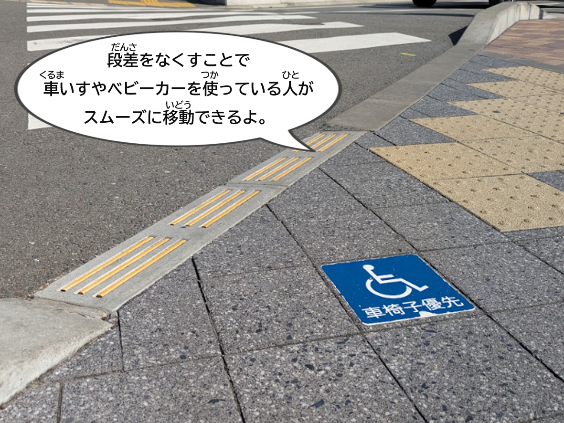 段差をなくすことで
車いすやベビーカーを使っている人が
スムーズに移動できるよ。
車椅子優先